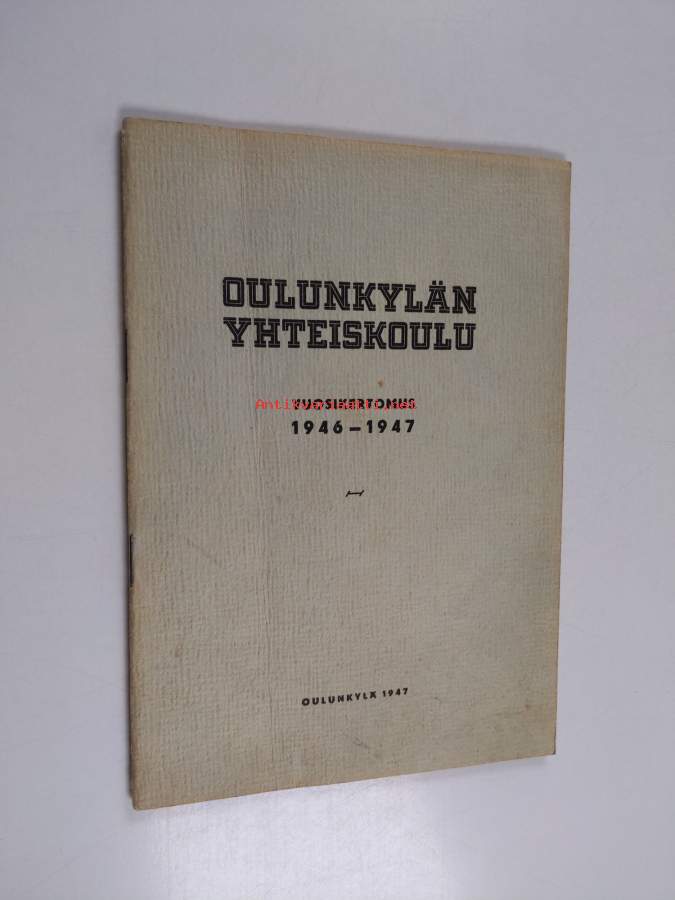 OULUNKYLÄN
YHTEISKOULU
VUOSIKERTOMUS
1946–1947
OULUNKYLÄ 1947